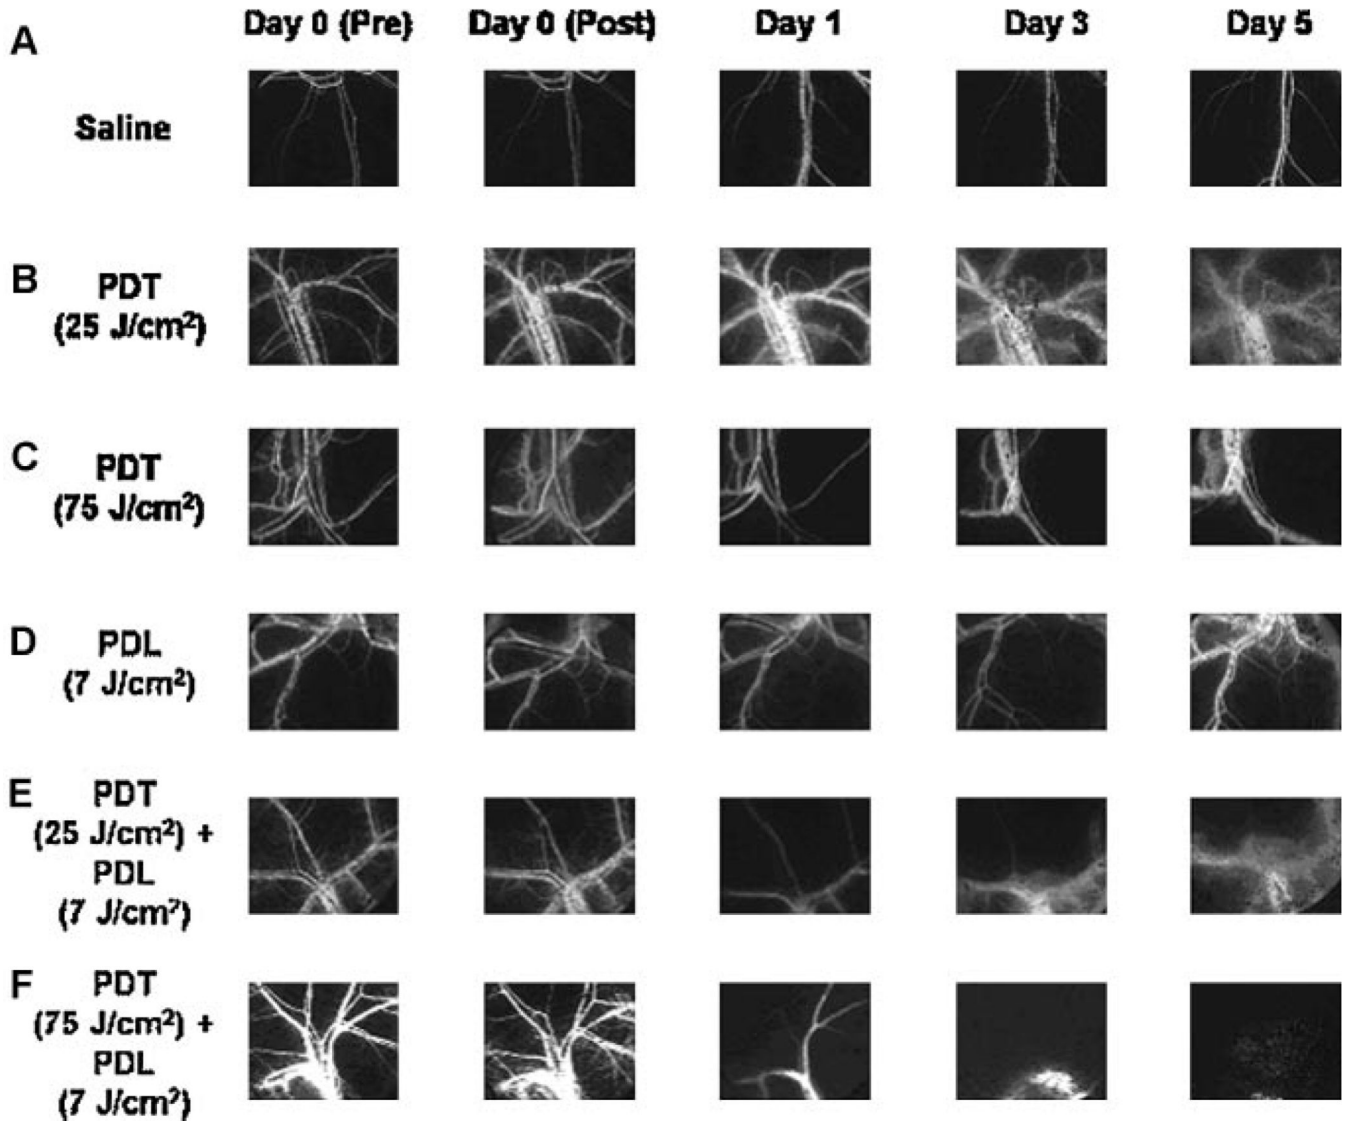 Day 0 (Pre) Day 0 (Post) Day 1 Day 3 Day 5
A
Saline
B PDT
(25 J/cm²)
C PDT
(75 J/cm²)
D PDL
(7 J/cm²)
E PDT
(25 J/cm²) +
PDL
(7 J/cm²)
F PDT
(75 J/cm²) +
PDL
(7 J/cm²)